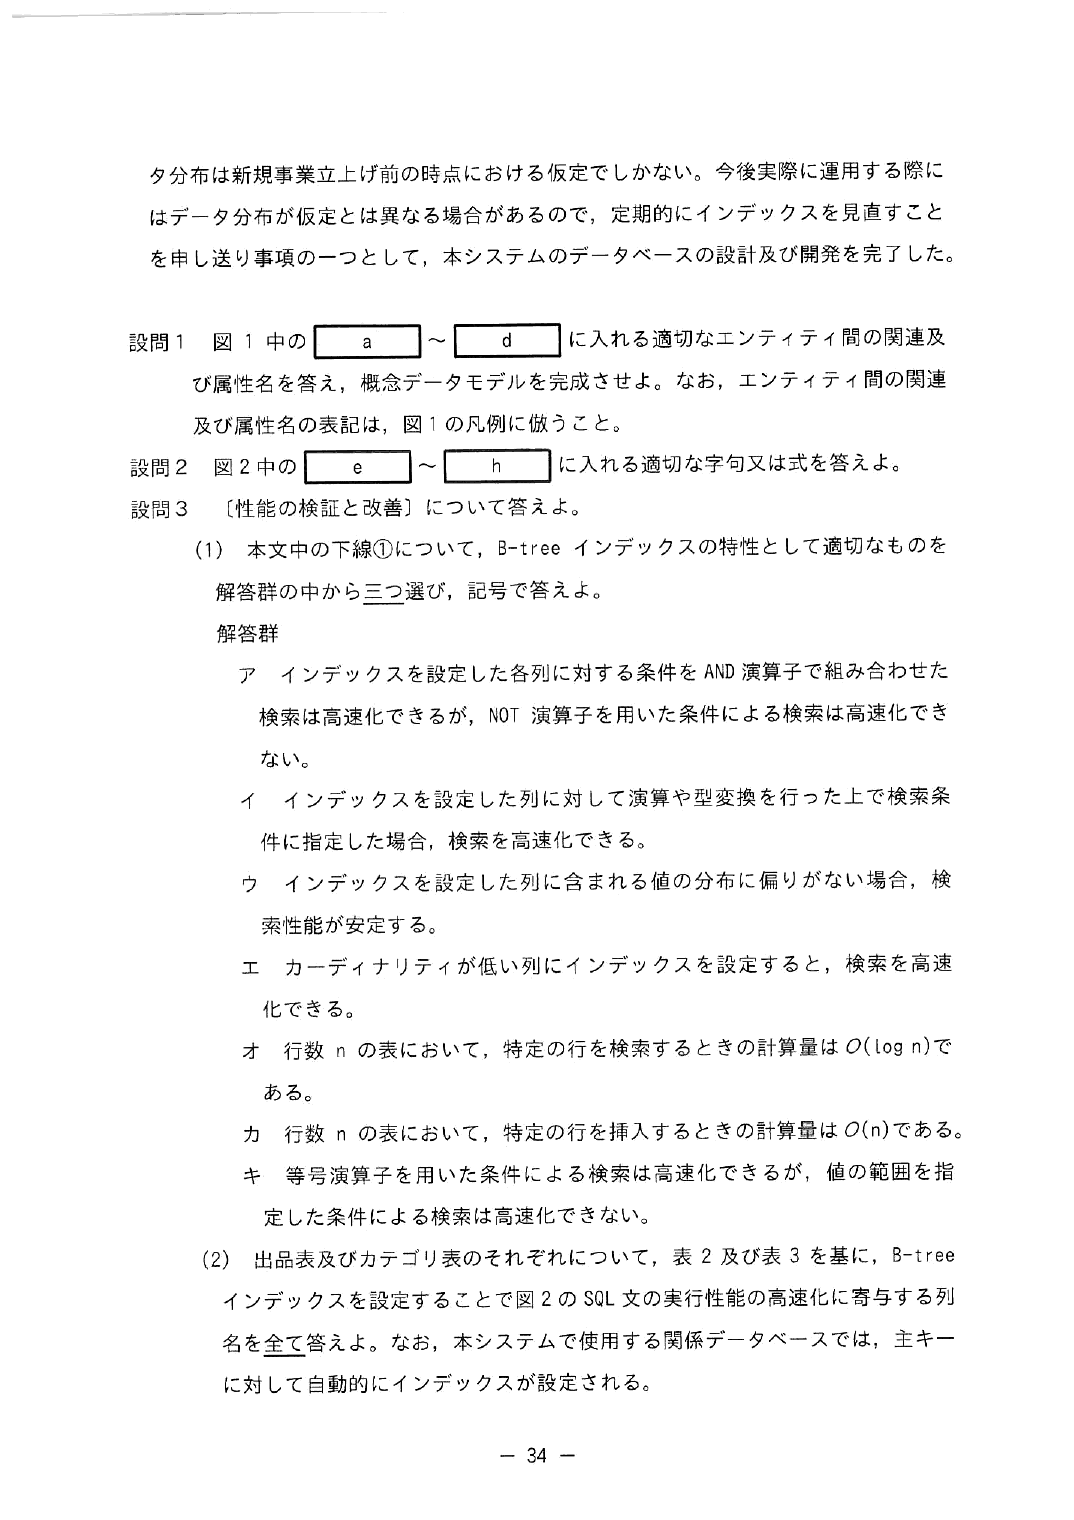 タ分布は新規事業立上げ前の時点における仮定でしかない。今後実際に運用する際に
はデータ分布が仮定とは異なる場合があるので，定期的にインデックスを見直すこと
を申し送り事項の一つとして，本システムのデータベースの設計及び開発を完了した。
設問1 図 1 中の a ～ d に入れる適切なエンティティ間の関連及
び属性名を答え，概念データモデルを完成させよ。なお，エンティティ間の関連
及び属性名の表記は，図1の凡例に倣うこと。
設問2 図2中の e ～ h に入れる適切な字句又は式を答えよ。
設問3 〔性能の検証と改善〕について答えよ。
(1) 本文中の下線①について，B-tree インデックスの特性として適切なものを
解答群の中から三つ選び，記号で答えよ。
解答群
ア インデックスを設定した各列に対する条件を AND 演算子で組み合わせた
検索は高速化できるが，NOT 演算子を用いた条件による検索は高速化でき
ない。
イ インデックスを設定した列に対して演算や型変換を行った上で検索条
件に指定した場合，検索を高速化できる。
ウ インデックスを設定した列に含まれる値の分布に偏りがない場合，検
索性能が安定する。
エ カーディナリティが低い列にインデックスを設定すると，検索を高速
化できる。
オ 行数 n の表において，特定の行を検索するときの計算量は O(log n)で
ある。
カ 行数 n の表において，特定の行を挿入するときの計算量は O(n)である。
キ 等号演算子を用いた条件による検索は高速化できるが，値の範囲を指
定した条件による検索は高速化できない。
(2) 出品表及びカテゴリ表のそれぞれについて，表 2 及び表 3 を基に，B-tree
インデックスを設定することで図 2 の SQL 文の実行性能の高速化に寄与する列
名を全て答えよ。なお，本システムで使用する関係データベースでは，主キー
に対して自動的にインデックスが設定される。
－ 34 －